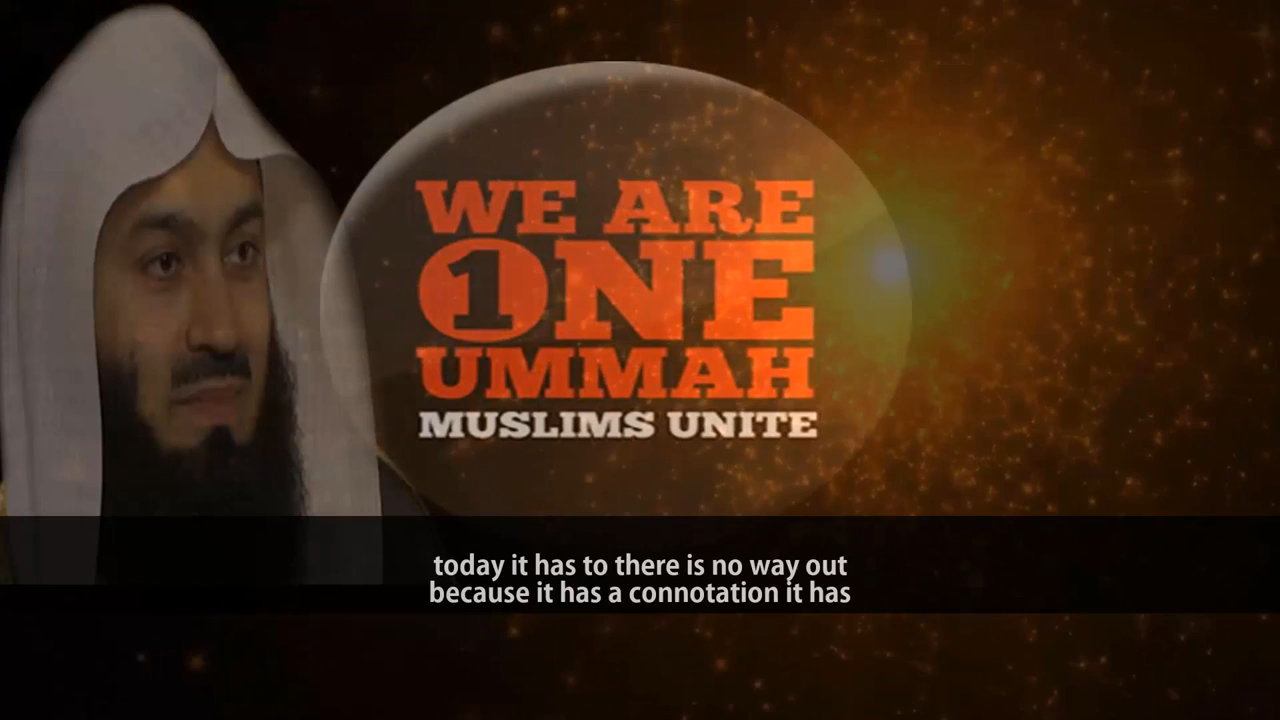 WE ARE
1NE
UMMAH
MUSLIMS UNITE
today it has to there is no way out
because it has a connotation it has